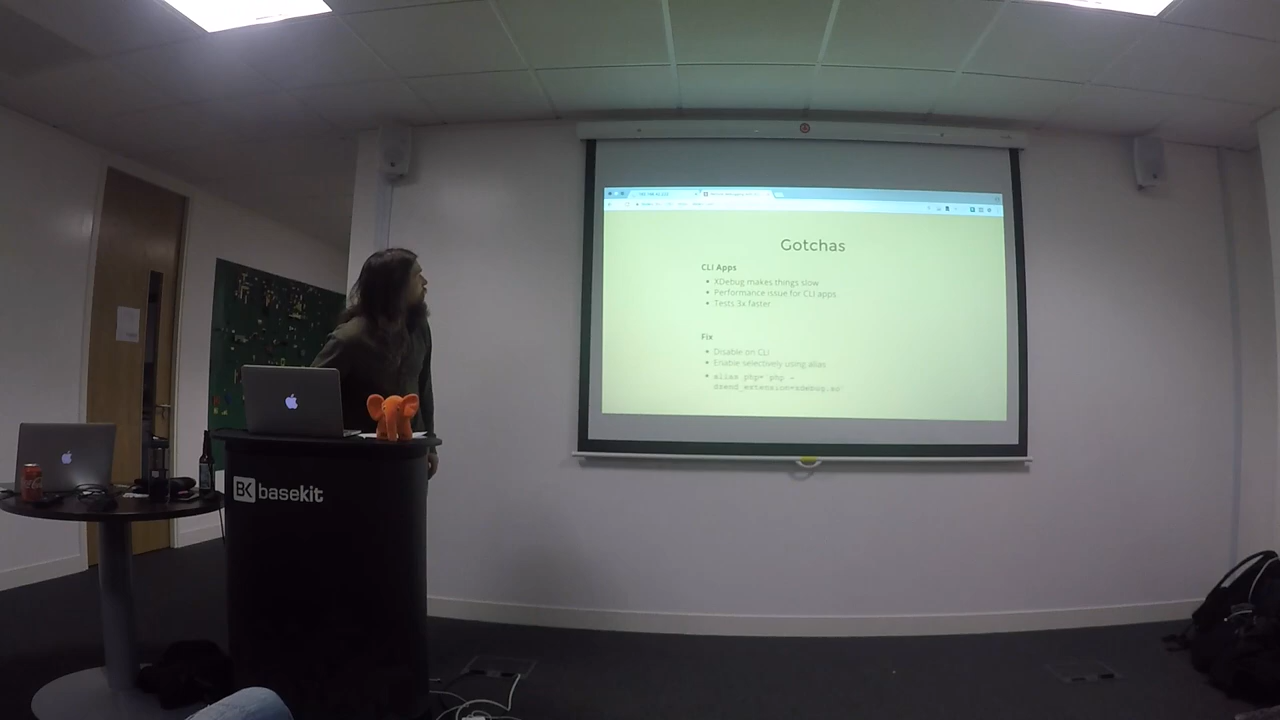 Gotchas
CLI Apps
XDebug makes things slow
Performance issue for CLI apps
Tests 3x faster
Fix
Disable on CLI
Enable selectively using alias
alias php='php -
dzend_extension=xdebug.so'
BK basekit